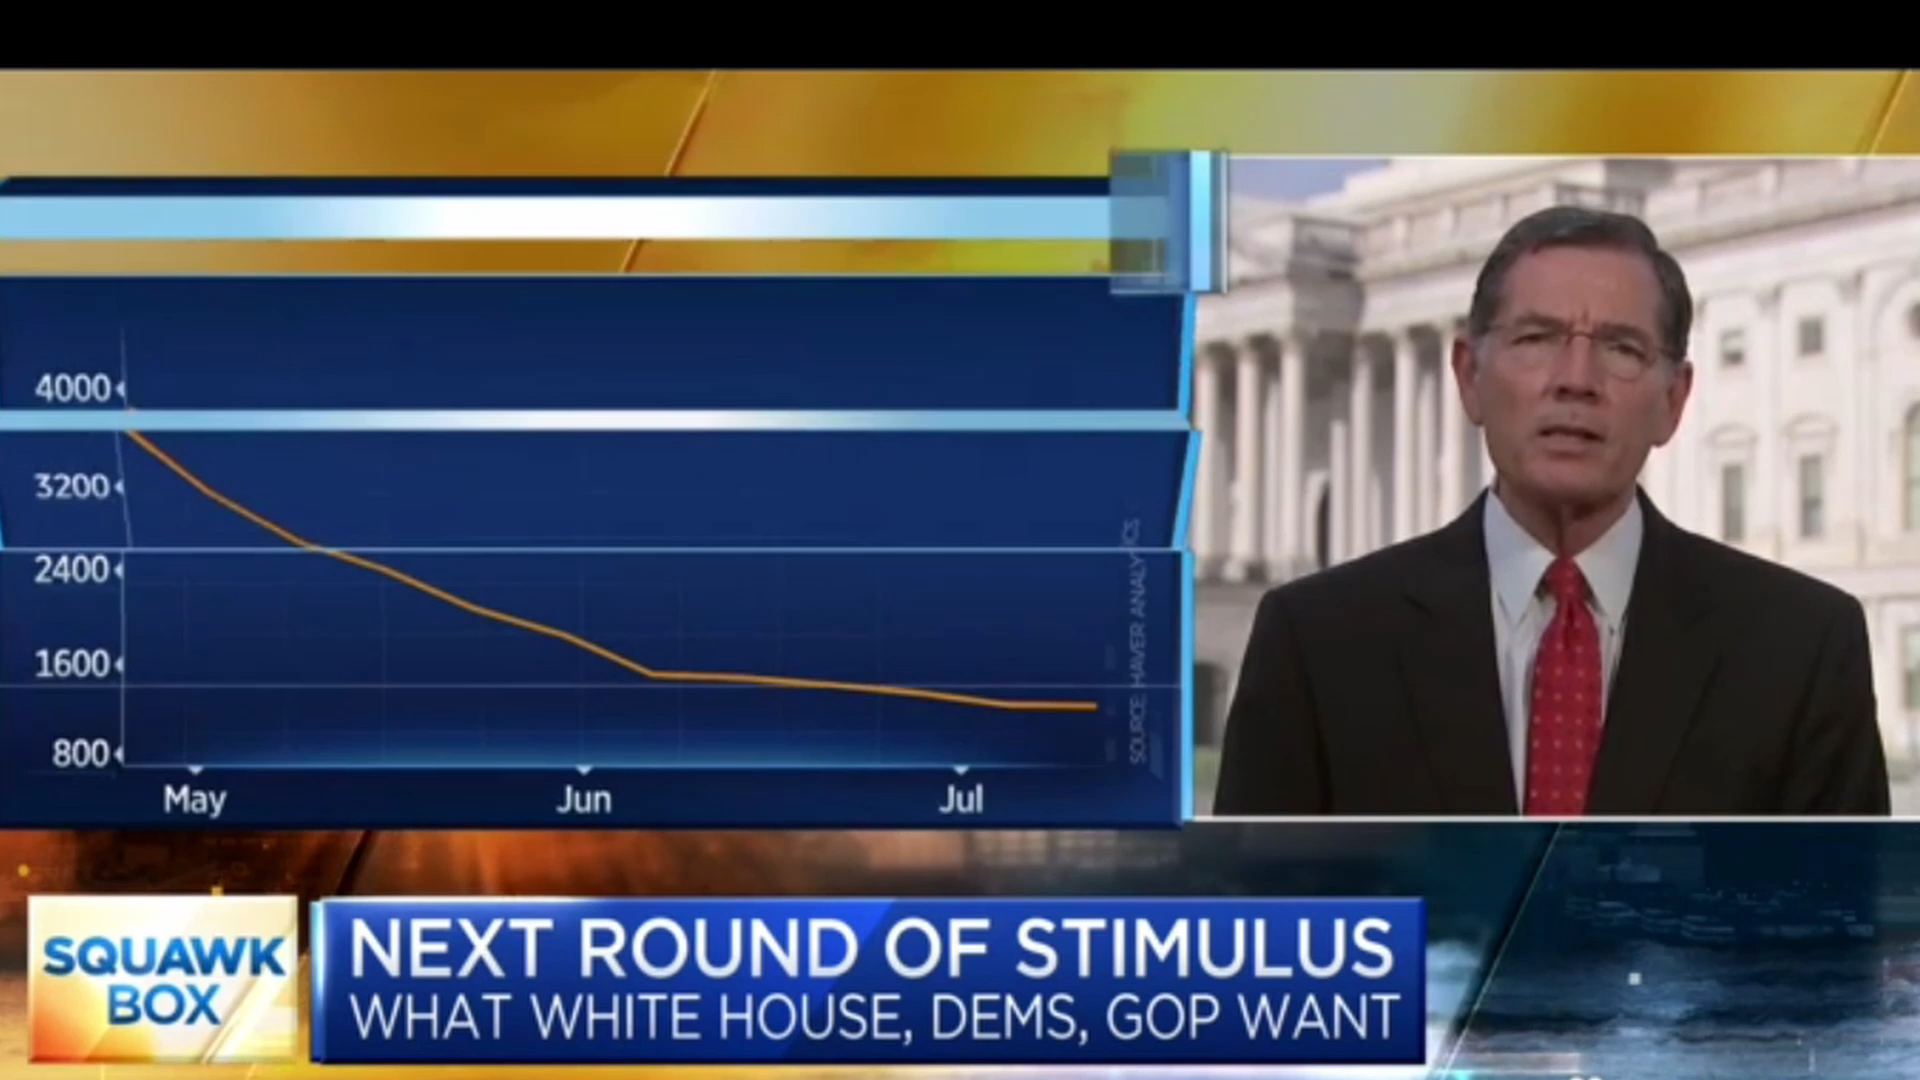 4000
3200
2400
1600
800
May Jun Jul
SOURCE: HAVER ANALYTICS
SQUAWK
BOX
NEXT ROUND OF STIMULUS
WHAT WHITE HOUSE, DEMS, GOP WANT